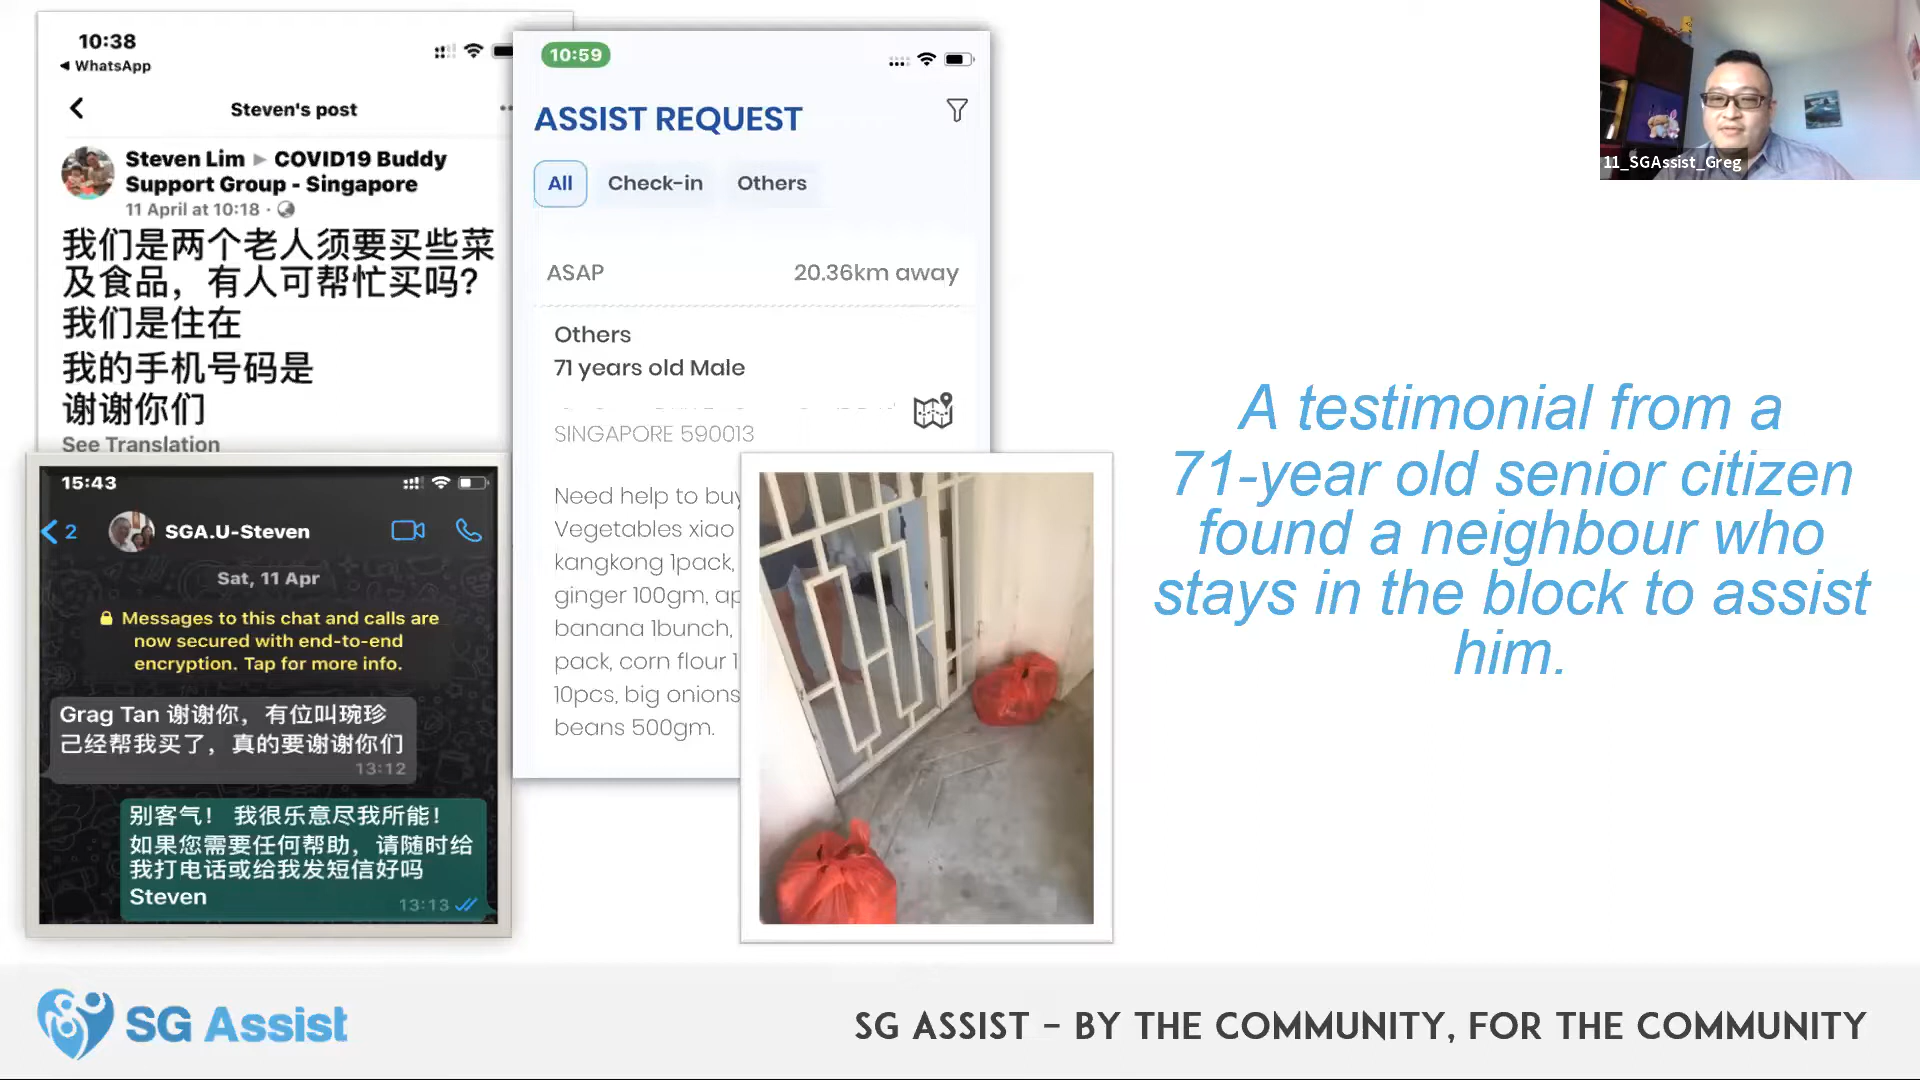 10:38
WhatsApp
Steven's post
Steven Lim ▸ COVID19 Buddy
Support Group - Singapore
11 April at 10:18 ·
我们是两个老人须要买些菜
及食品，有人可帮忙买吗?
我们是住在
我的手机号码是
谢谢你们
See Translation
10:59
ASSIST REQUEST
All Check-in Others
ASAP 20.36km away
Others
71 years old Male
SINGAPORE 590013
Need help to buy
Vegetables xiao
kangkong 1pack,
ginger 100gm,
banana 1bunch,
pack, corn flour
10pcs, big onions
beans 500gm.
15:43
2 SGA.U-Steven
Sat, 11 Apr
Messages to this chat and calls are
now secured with end-to-end
encryption. Tap for more info.
Grag Tan 谢谢你，有位叫琬珍
己经帮我买了，真的要谢谢你们
13:12
别客气！ 我很乐意尽我所能！
如果您需要任何帮助，请随时给
我打电话或给我发短信好吗
Steven
13:13
A testimonial from a
71-year old senior citizen
found a neighbour who
stays in the block to assist
him.
11_SGAssist_Greg
SG Assist
SG ASSIST – BY THE COMMUNITY, FOR THE COMMUNITY